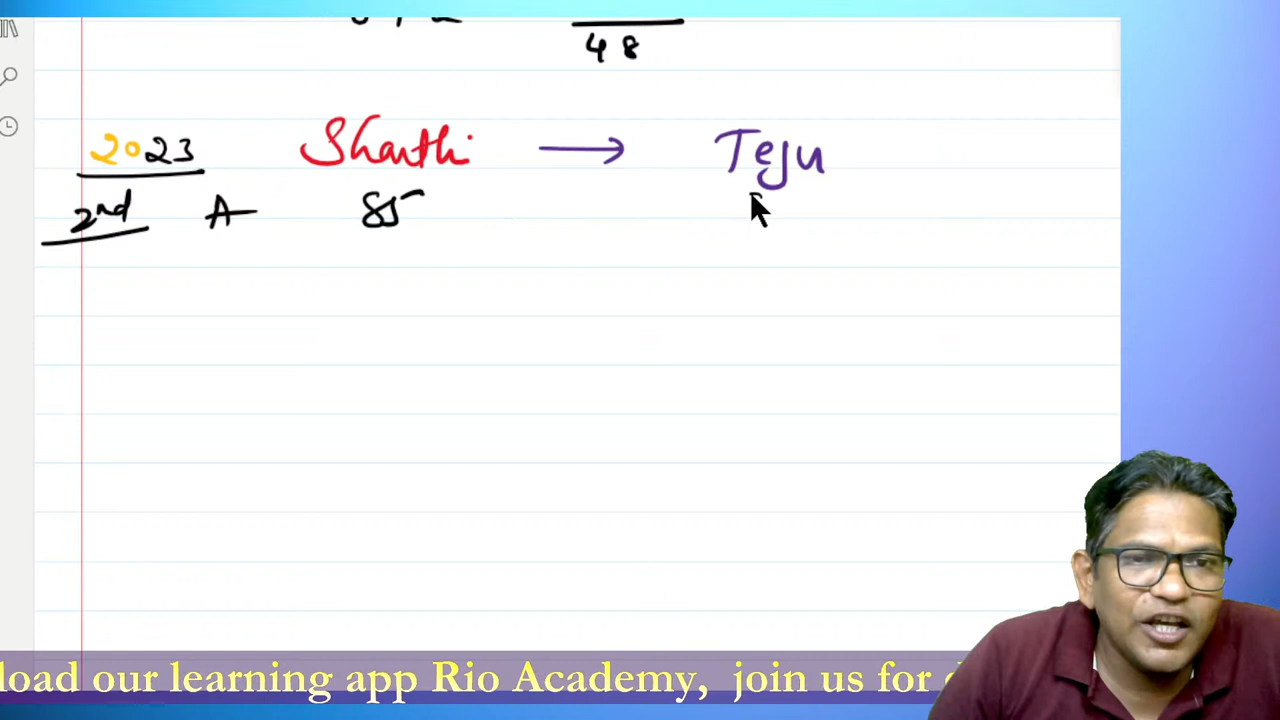 48
2023 Shanthi → Teju
2nd A 85
load our learning app Rio Academy, join us for